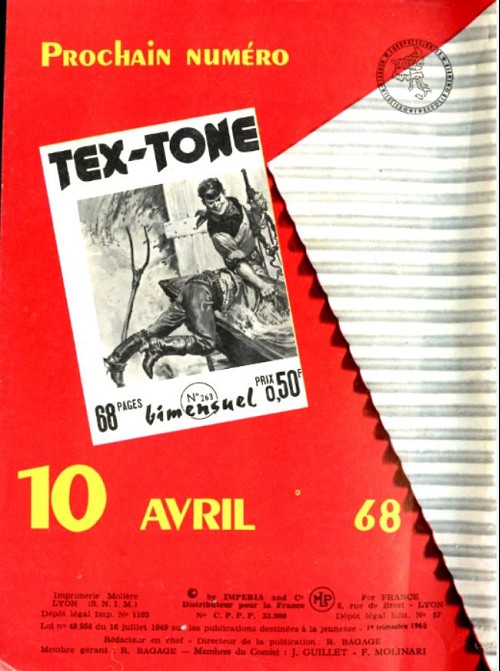 PROCHAIN NUMÉRO
TEX-TONE
68 PAGES
N° 263
bimensuel
PRIX
0,50F
10 AVRIL 68
Imprimerie Molière
LYON (S. N. I. M.)
Dépôt légal Imp. N° 1103
© by IMPERIA and Co
Distributeur pour la France
N° C. P. P. P. 23.900
MLP
For FRANCE
8, rue de Brest - LYON
Dépôt légal Edit. N° 57
Loi n° 49.956 du 16 juillet 1949 sur les publications destinées à la jeunesse - 1er trimestre 1968
Rédacteur en chef - Directeur de la publication : R. BAGAGE
Membre gérant : R. BAGAGE — Membres du Comité : J. GUILLET - F. MOLINARI